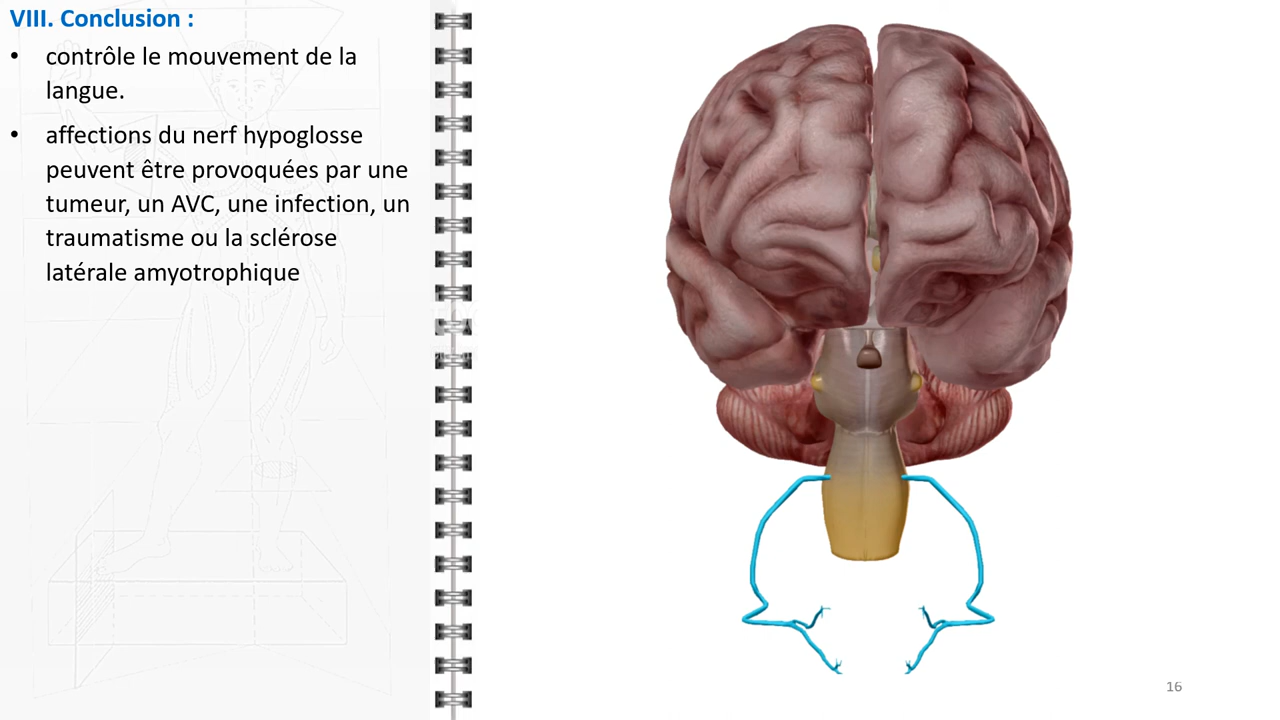 VIII. Conclusion :
• contrôle le mouvement de la
langue.
• affections du nerf hypoglosse
peuvent être provoquées par une
tumeur, un AVC, une infection, un
traumatisme ou la sclérose
latérale amyotrophique
16